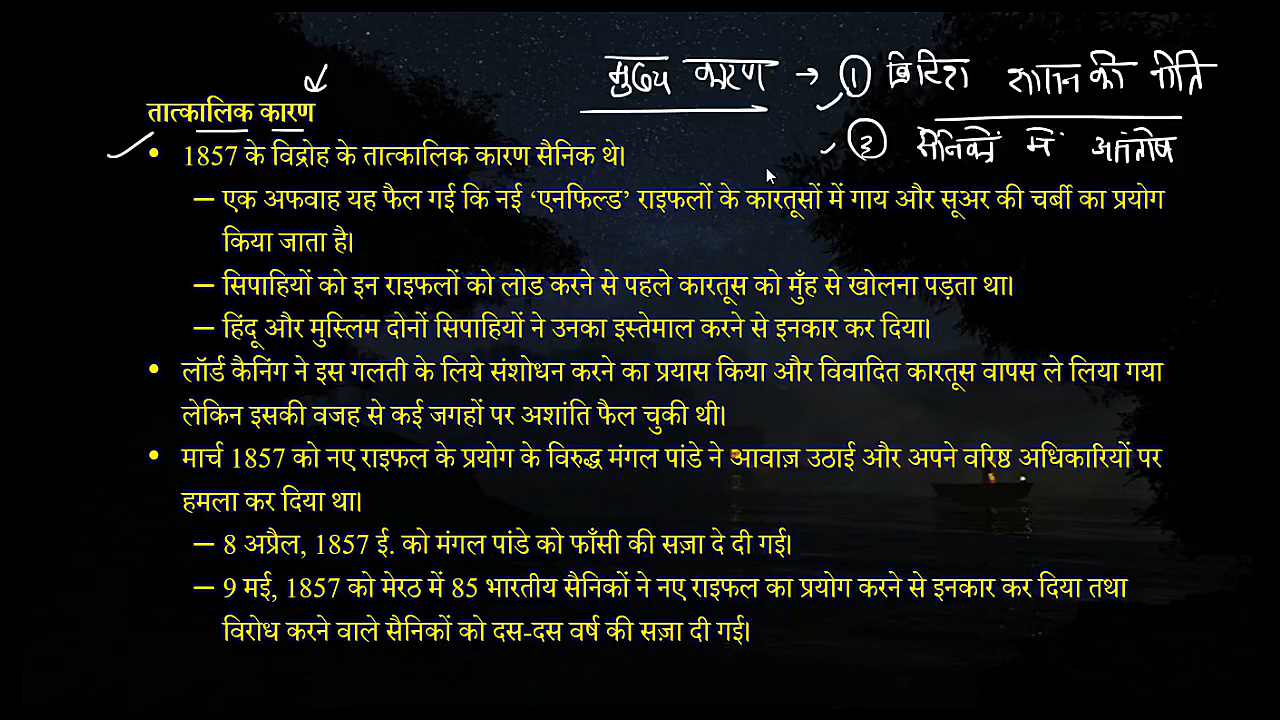 मुख्य कारण → ① ब्रिटिश शासन की नीति
② सैनिकों में असंतोष
तात्कालिक कारण
• 1857 के विद्रोह के तात्कालिक कारण सैनिक थे।
– एक अफवाह यह फैल गई कि नई ‘एनफिल्ड’ राइफलों के कारतूसों में गाय और सूअर की चर्बी का प्रयोग
किया जाता है।
– सिपाहियों को इन राइफलों को लोड करने से पहले कारतूस को मुँह से खोलना पड़ता था।
– हिंदू और मुस्लिम दोनों सिपाहियों ने उनका इस्तेमाल करने से इनकार कर दिया।
• लॉर्ड कैनिंग ने इस गलती के लिये संशोधन करने का प्रयास किया और विवादित कारतूस वापस ले लिया गया
लेकिन इसकी वजह से कई जगहों पर अशांति फैल चुकी थी।
• मार्च 1857 को नए राइफल के प्रयोग के विरुद्ध मंगल पांडे ने आवाज़ उठाई और अपने वरिष्ठ अधिकारियों पर
हमला कर दिया था।
– 8 अप्रैल, 1857 ई. को मंगल पांडे को फाँसी की सज़ा दे दी गई।
– 9 मई, 1857 को मेरठ में 85 भारतीय सैनिकों ने नए राइफल का प्रयोग करने से इनकार कर दिया तथा
विरोध करने वाले सैनिकों को दस-दस वर्ष की सज़ा दी गई।